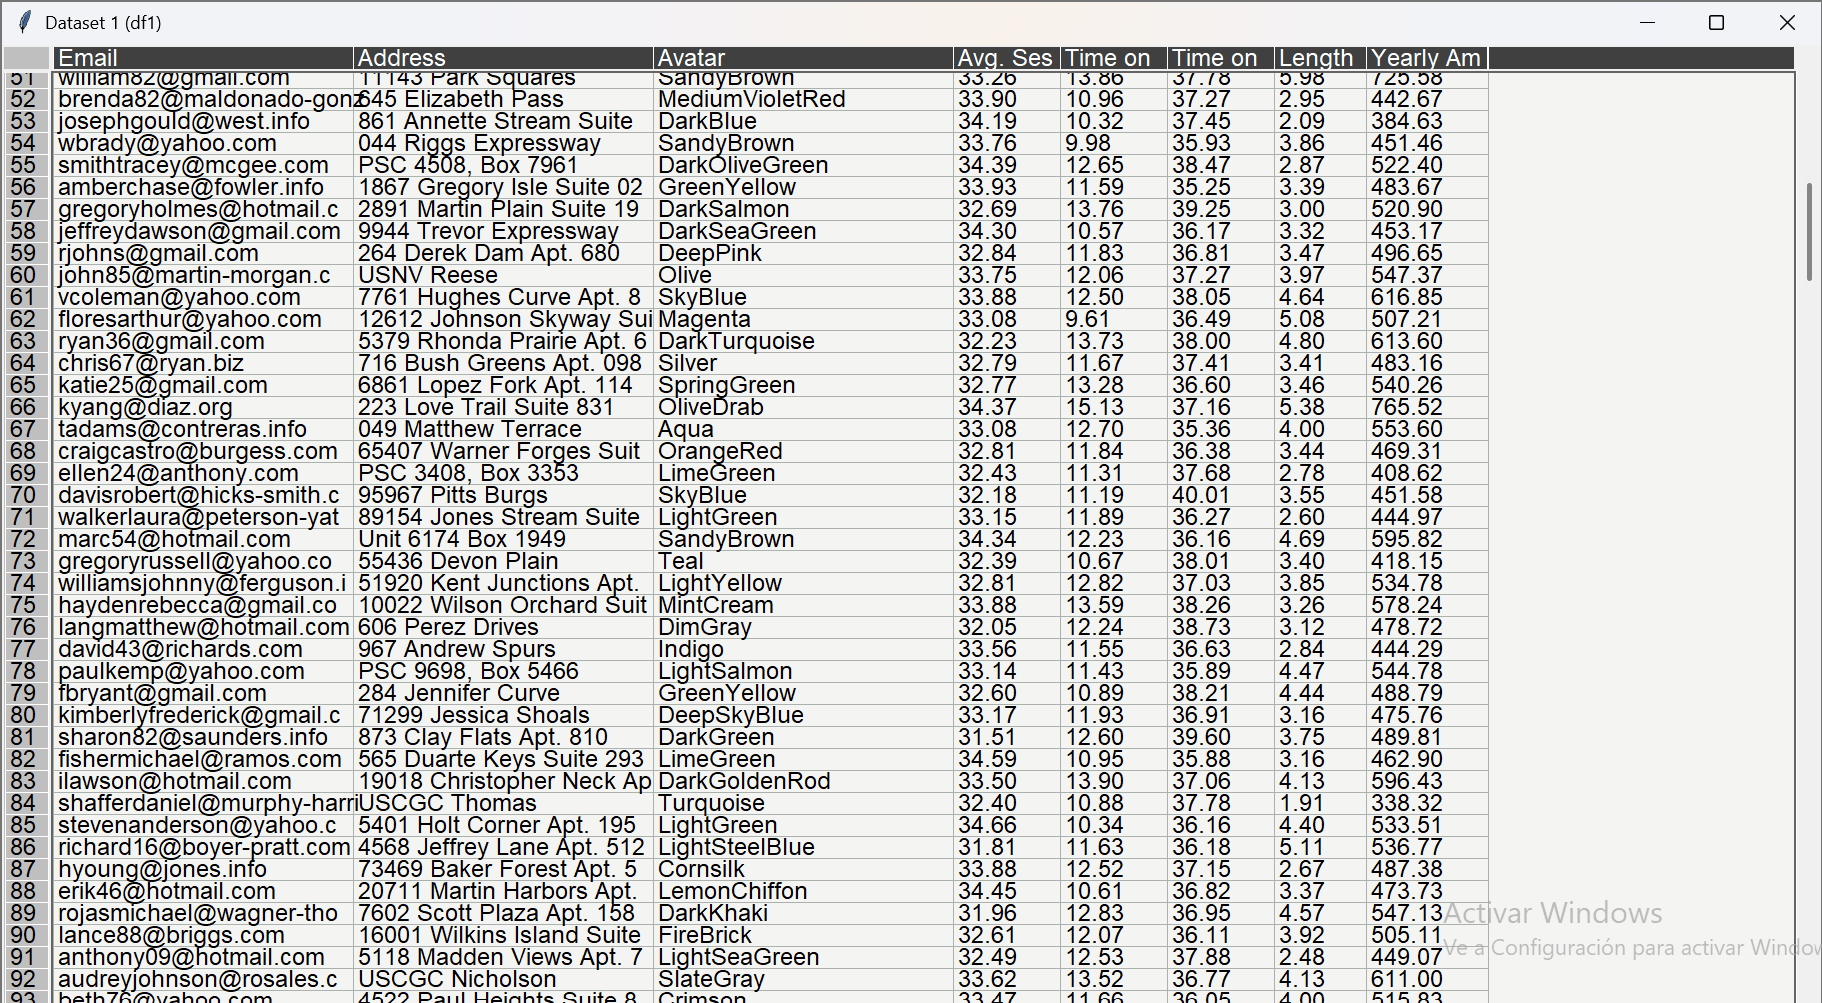 Dataset 1 (df1)
Email Address Avatar Avg. Ses Time on Time on Length Yearly Am
51 william82@gmail.com 11143 Park Squares SandyBrown 33.26 13.86 37.78 5.98 725.58
52 brenda82@maldonado-gonz 645 Elizabeth Pass MediumVioletRed 33.90 10.96 37.27 2.95 442.67
53 josephgould@west.info 861 Annette Stream Suite DarkBlue 34.19 10.32 37.45 2.09 384.63
54 wbrady@yahoo.com 044 Riggs Expressway SandyBrown 33.76 9.98 35.93 3.86 451.46
55 smithtracey@mcgee.com PSC 4508, Box 7961 DarkOliveGreen 34.39 12.65 38.47 2.87 522.40
56 amberchase@fowler.info 1867 Gregory Isle Suite 02 GreenYellow 33.93 11.59 35.25 3.39 483.67
57 gregoryholmes@hotmail.c 2891 Martin Plain Suite 19 DarkSalmon 32.69 13.76 39.25 3.00 520.90
58 jeffreydawson@gmail.com 9944 Trevor Expressway DarkSeaGreen 34.30 10.57 36.17 3.32 453.17
59 rjohns@gmail.com 264 Derek Dam Apt. 680 DeepPink 32.84 11.83 36.81 3.47 496.65
60 john85@martin-morgan.c USNV Reese Olive 33.75 12.06 37.27 3.97 547.37
61 vcoleman@yahoo.com 7761 Hughes Curve Apt. 8 SkyBlue 33.88 12.50 38.05 4.64 616.85
62 floresarthur@yahoo.com 12612 Johnson Skyway Sui Magenta 33.08 9.61 36.49 5.08 507.21
63 ryan36@gmail.com 5379 Rhonda Prairie Apt. 6 DarkTurquoise 32.23 13.73 38.00 4.80 613.60
64 chris67@ryan.biz 716 Bush Greens Apt. 098 Silver 32.79 11.67 37.41 3.41 483.16
65 katie25@gmail.com 6861 Lopez Fork Apt. 114 SpringGreen 32.77 13.28 36.60 3.46 540.26
66 kyang@diaz.org 223 Love Trail Suite 831 OliveDrab 34.37 15.13 37.16 5.38 765.52
67 tadams@contreras.info 049 Matthew Terrace Aqua 33.08 12.70 35.36 4.00 553.60
68 craigcastro@burgess.com 65407 Warner Forges Suit OrangeRed 32.81 11.84 36.38 3.44 469.31
69 ellen24@anthony.com PSC 3408, Box 3353 LimeGreen 32.43 11.31 37.68 2.78 408.62
70 davisrobert@hicks-smith.c 95967 Pitts Burgs SkyBlue 32.18 11.19 40.01 3.55 451.58
71 walkerlaura@peterson-yat 89154 Jones Stream Suite LightGreen 33.15 11.89 36.27 2.60 444.97
72 marc54@hotmail.com Unit 6174 Box 1949 SandyBrown 34.34 12.23 36.16 4.69 595.82
73 gregoryrussell@yahoo.co 55436 Devon Plain Teal 32.39 10.67 38.01 3.40 418.15
74 williamsjohnny@ferguson.i 51920 Kent Junctions Apt. LightYellow 32.81 12.82 37.03 3.85 534.78
75 haydenrebecca@gmail.co 10022 Wilson Orchard Suit MintCream 33.88 13.59 38.26 3.26 578.24
76 langmatthew@hotmail.com 606 Perez Drives DimGray 32.05 12.24 38.73 3.12 478.72
77 david43@richards.com 967 Andrew Spurs Indigo 33.56 11.55 36.63 2.84 444.29
78 paulkemp@yahoo.com PSC 9698, Box 5466 LightSalmon 33.14 11.43 35.89 4.47 544.78
79 fbryant@gmail.com 284 Jennifer Curve GreenYellow 32.60 10.89 38.21 4.44 488.79
80 kimberlyfrederick@gmail.c 71299 Jessica Shoals DeepSkyBlue 33.17 11.93 36.91 3.16 475.76
81 sharon82@saunders.info 873 Clay Flats Apt. 810 DarkGreen 31.51 12.60 39.60 3.75 489.81
82 fishermichael@ramos.com 565 Duarte Keys Suite 293 LimeGreen 34.59 10.95 35.88 3.16 462.90
83 ilawson@hotmail.com 19018 Christopher Neck Ap DarkGoldenRod 33.50 13.90 37.06 4.13 596.43
84 shafferdaniel@murphy-harri USCGC Thomas Turquoise 32.40 10.88 37.78 1.91 338.32
85 stevenanderson@yahoo.c 5401 Holt Corner Apt. 195 LightGreen 34.66 10.34 36.16 4.40 533.51
86 richard16@boyer-pratt.com 4568 Jeffrey Lane Apt. 512 LightSteelBlue 31.81 11.63 36.18 5.11 536.77
87 hyoung@jones.info 73469 Baker Forest Apt. 5 Cornsilk 33.88 12.52 37.15 2.67 487.38
88 erik46@hotmail.com 20711 Martin Harbors Apt. LemonChiffon 34.45 10.61 36.82 3.37 473.73
89 rojasmichael@wagner-tho 7602 Scott Plaza Apt. 158 DarkKhaki 31.96 12.83 36.95 4.57 547.13
90 lance88@briggs.com 16001 Wilkins Island Suite FireBrick 32.61 12.07 36.11 3.92 505.11
91 anthony09@hotmail.com 5118 Madden Views Apt. 7 LightSeaGreen 32.49 12.53 37.88 2.48 449.07
92 audreyjohnson@rosales.c USCGC Nicholson SlateGray 33.62 13.52 36.77 4.13 611.00
93 beth76@yahoo.com 4522 Paul Heights Suite 8 Crimson 33.47 11.66 36.05 4.00 515.83
Activar Windows
Ve a Configuración para activar Window